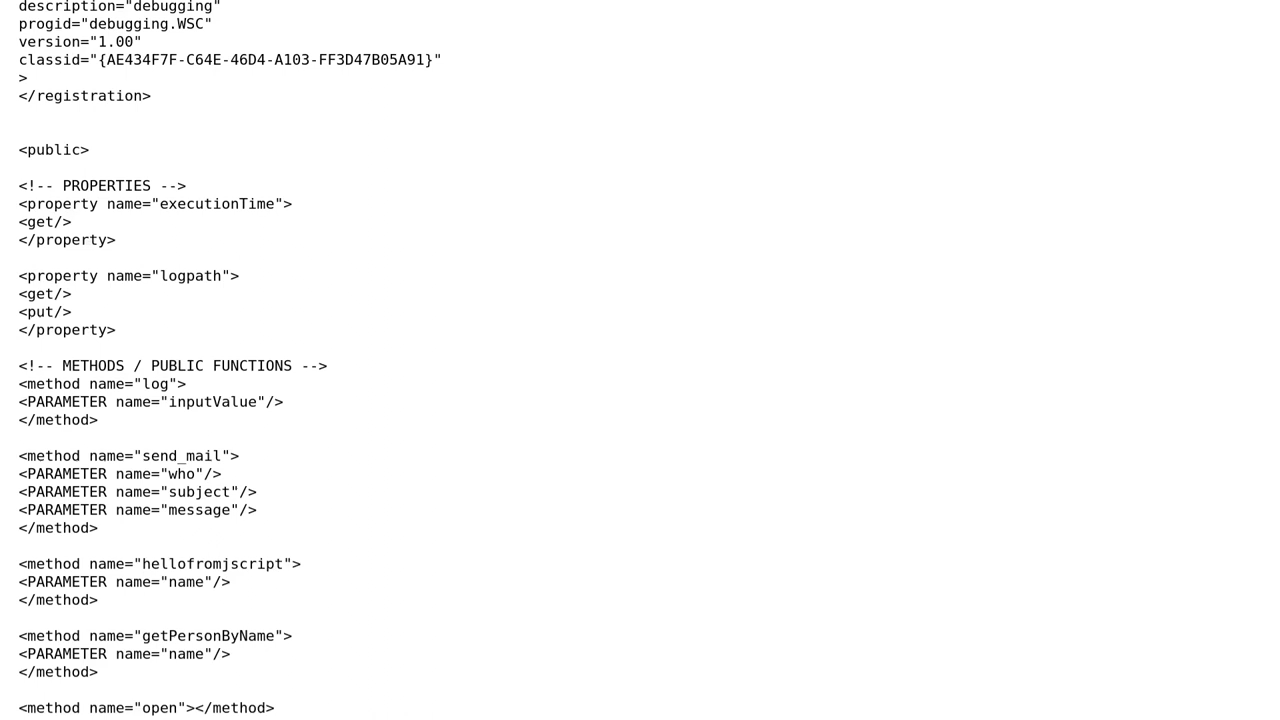 description="debugging"
progid="debugging.WSC"
version="1.00"
classid="{AE434F7F-C64E-46D4-A103-FF3D47B05A91}"
>
</registration>
<public>
<!-- PROPERTIES -->
<property name="executionTime">
<get/>
</property>
<property name="logpath">
<get/>
<put/>
</property>
<!-- METHODS / PUBLIC FUNCTIONS -->
<method name="log">
<PARAMETER name="inputValue"/>
</method>
<method name="send_mail">
<PARAMETER name="who"/>
<PARAMETER name="subject"/>
<PARAMETER name="message"/>
</method>
<method name="hellofromjscript">
<PARAMETER name="name"/>
</method>
<method name="getPersonByName">
<PARAMETER name="name"/>
</method>
<method name="open"></method>